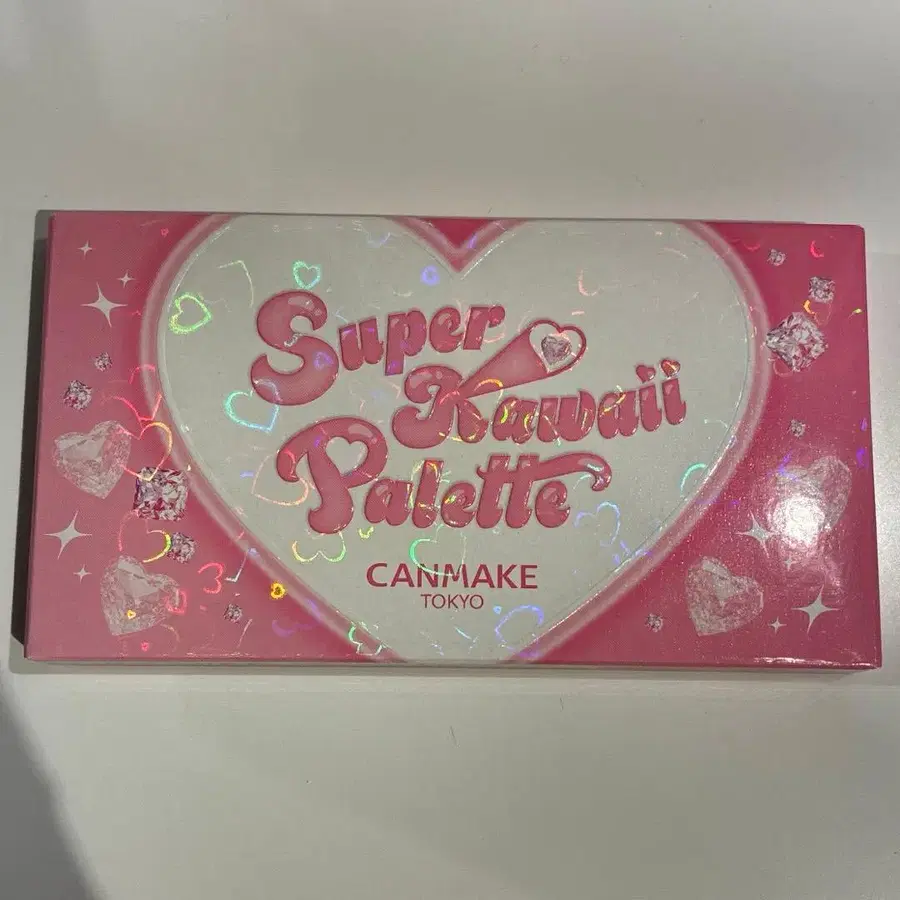 Super
Kawaii
Palette
CANMAKE
TOKYO